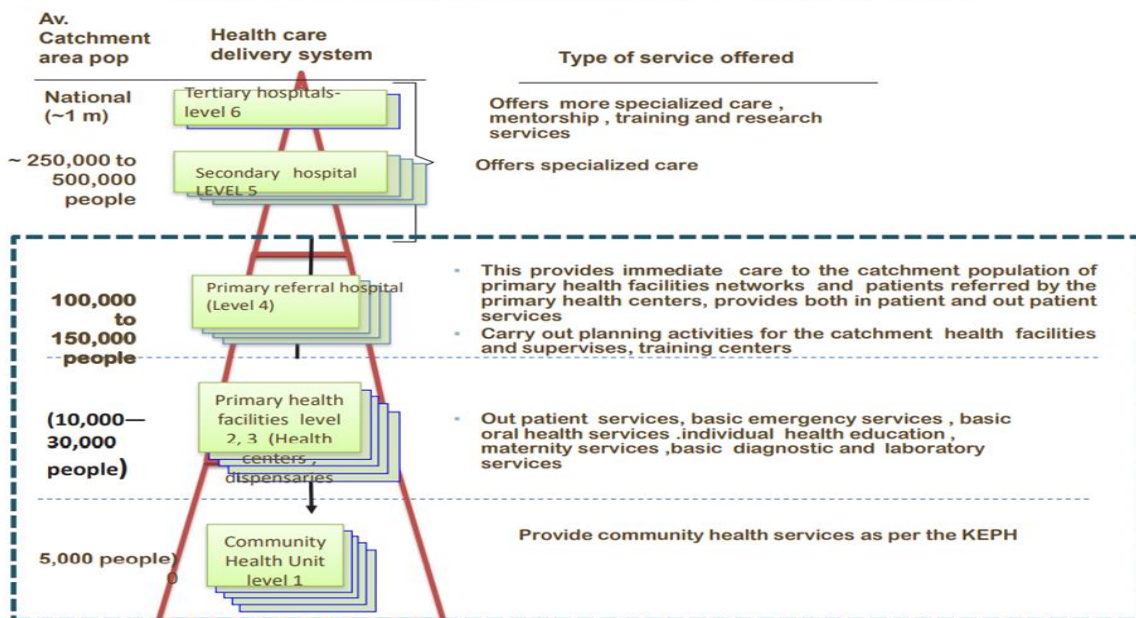 Av.
Catchment
area pop
Health care
delivery system
Type of service offered
National
(~1 m)
Tertiary hospitals-
level 6
Offers more specialized care ,
mentorship , training and research
services
~ 250,000 to
500,000
people
Secondary hospital
LEVEL 5
Offers specialized care
100,000
to
150,000
people
Primary referral hospital
(Level 4)
• This provides immediate care to the catchment population of
primary health facilities networks and patients referred by the
primary health centers, provides both in patient and out patient
services
• Carry out planning activities for the catchment health facilities
and supervises, training centers
(10,000—
30,000
people)
Primary health
facilities level
2, 3 (Health
centers ,
dispensaries
• Out patient services, basic emergency services , basic
oral health services .individual health education ,
maternity services ,basic diagnostic and laboratory
services
5,000 people)
0
Community
Health Unit
level 1
Provide community health services as per the KEPH